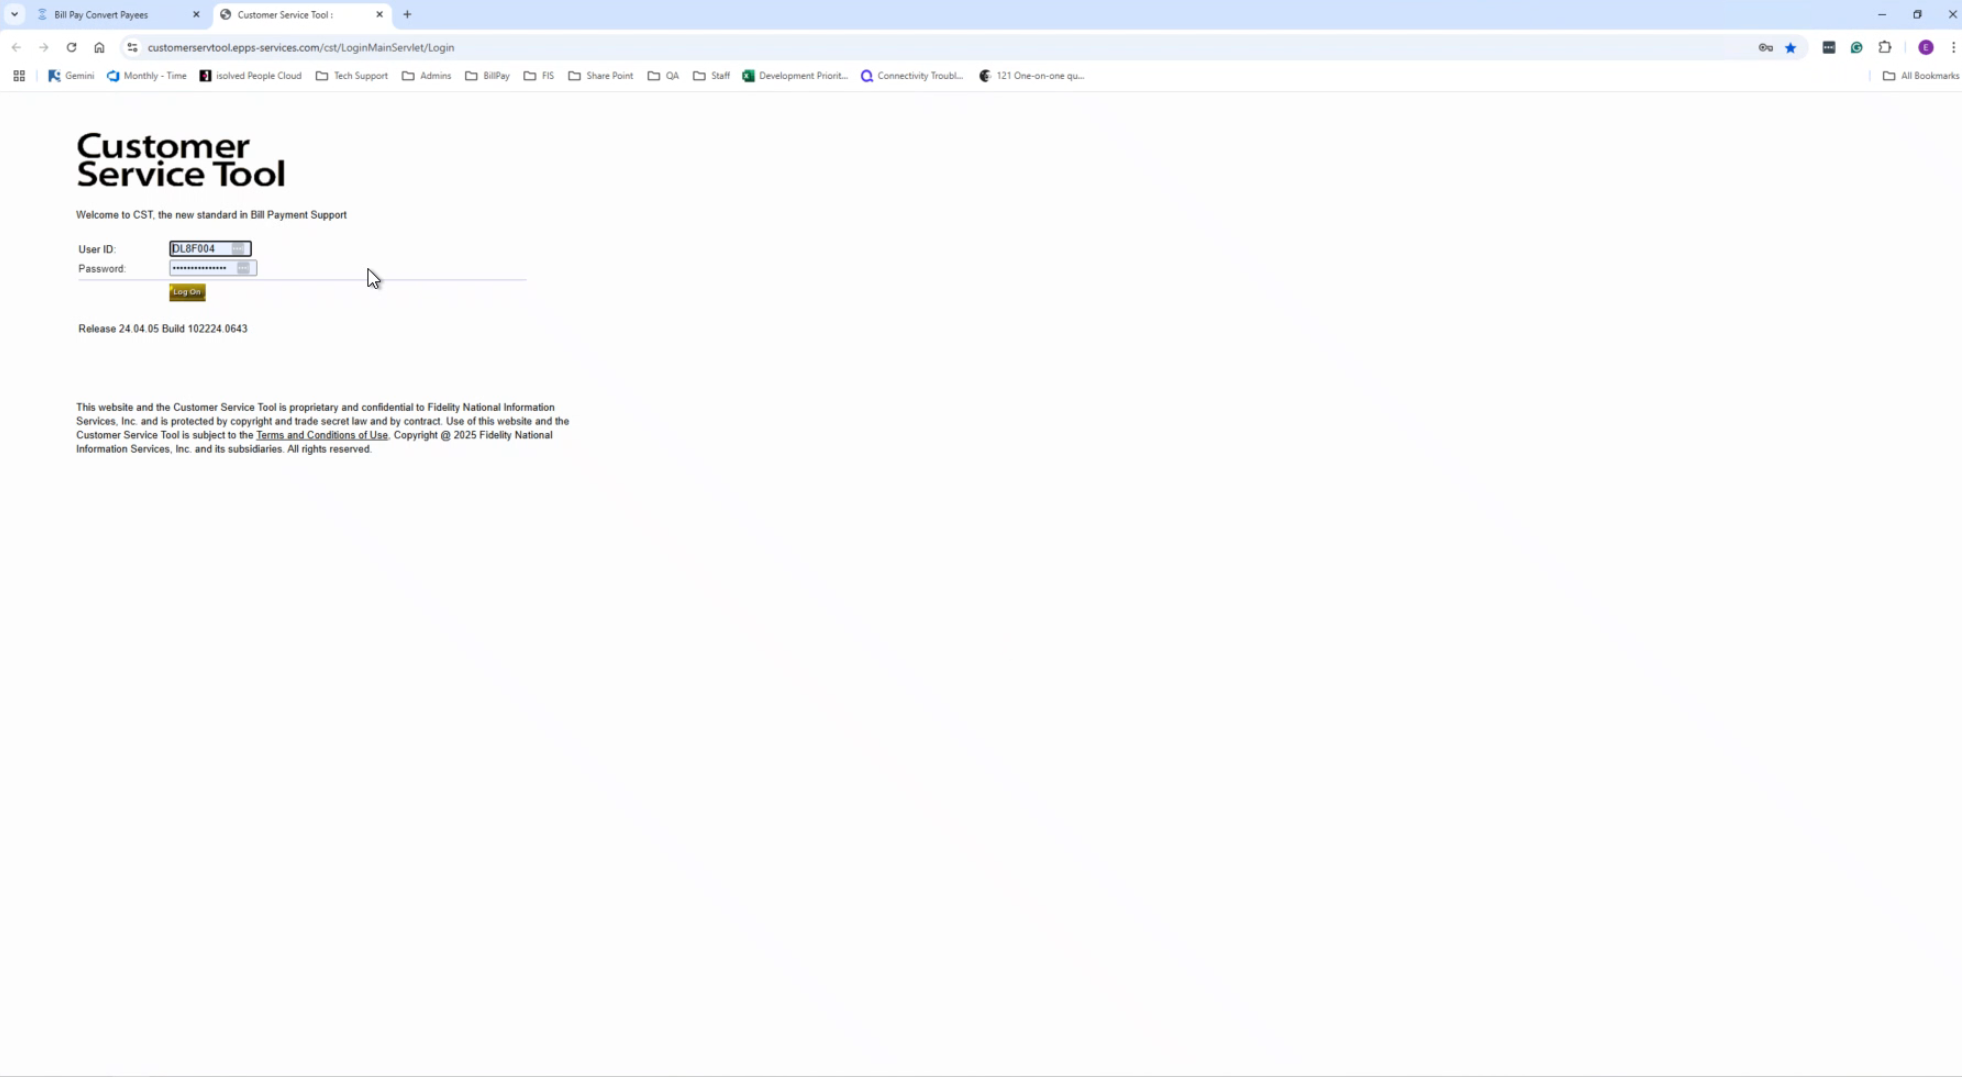 Bill Pay Convert Payees
Customer Service Tool :
customerservtool.epps-services.com/cst/LoginMainServlet/Login
Gemini
Monthly - Time
isolved People Cloud
Tech Support
Admins
BillPay
FIS
Share Point
QA
Staff
Development Priorit...
Connectivity Troubl...
121 One-on-one qu...
All Bookmarks
E
Customer
Service Tool
Welcome to CST, the new standard in Bill Payment Support
User ID:
DL8F004
Password:
•••••••••••••••
Log On
Release 24.04.05 Build 102224.0643
This website and the Customer Service Tool is proprietary and confidential to Fidelity National Information
Services, Inc. and is protected by copyright and trade secret law and by contract. Use of this website and the
Customer Service Tool is subject to the Terms and Conditions of Use, Copyright @ 2025 Fidelity National
Information Services, Inc. and its subsidiaries. All rights reserved.